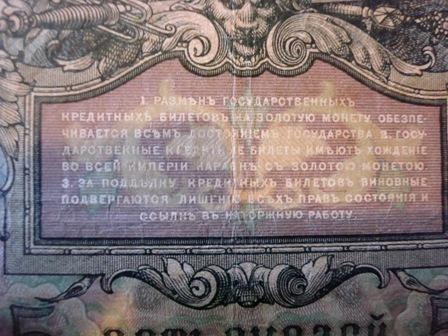 1. РАЗМѢНЪ ГОСУДАРСТВЕННЫХЪ
КРЕДИТНЫХЪ БИЛЕТОВЪ НА ЗОЛОТУЮ МОНЕТУ ОБЕЗПЕ-
ЧИВАЕТСЯ ВСѢМЪ ДОСТОЯНІЕМЪ ГОСУДАРСТВА 2. ГОСУ-
ДАРСТВЕННЫЕ КРЕДИТНЫЕ БИЛЕТЫ ИМѢЮТЪ ХОЖДЕНІЕ
ВО ВСЕЙ ИМПЕРІИ НАРАВНѢ СЪ ЗОЛОТОЮ МОНЕТОЮ
3. ЗА ПОДДѢЛКУ КРЕДИТНЫХЪ БИЛЕТОВЪ ВИНОВНЫЕ
ПОДВЕРГАЮТСЯ ЛИШЕНІЮ ВСѢХЪ ПРАВЪ СОСТОЯНІЯ И
ССЫЛКѢ ВЪ КАТОРЖНУЮ РАБОТУ.